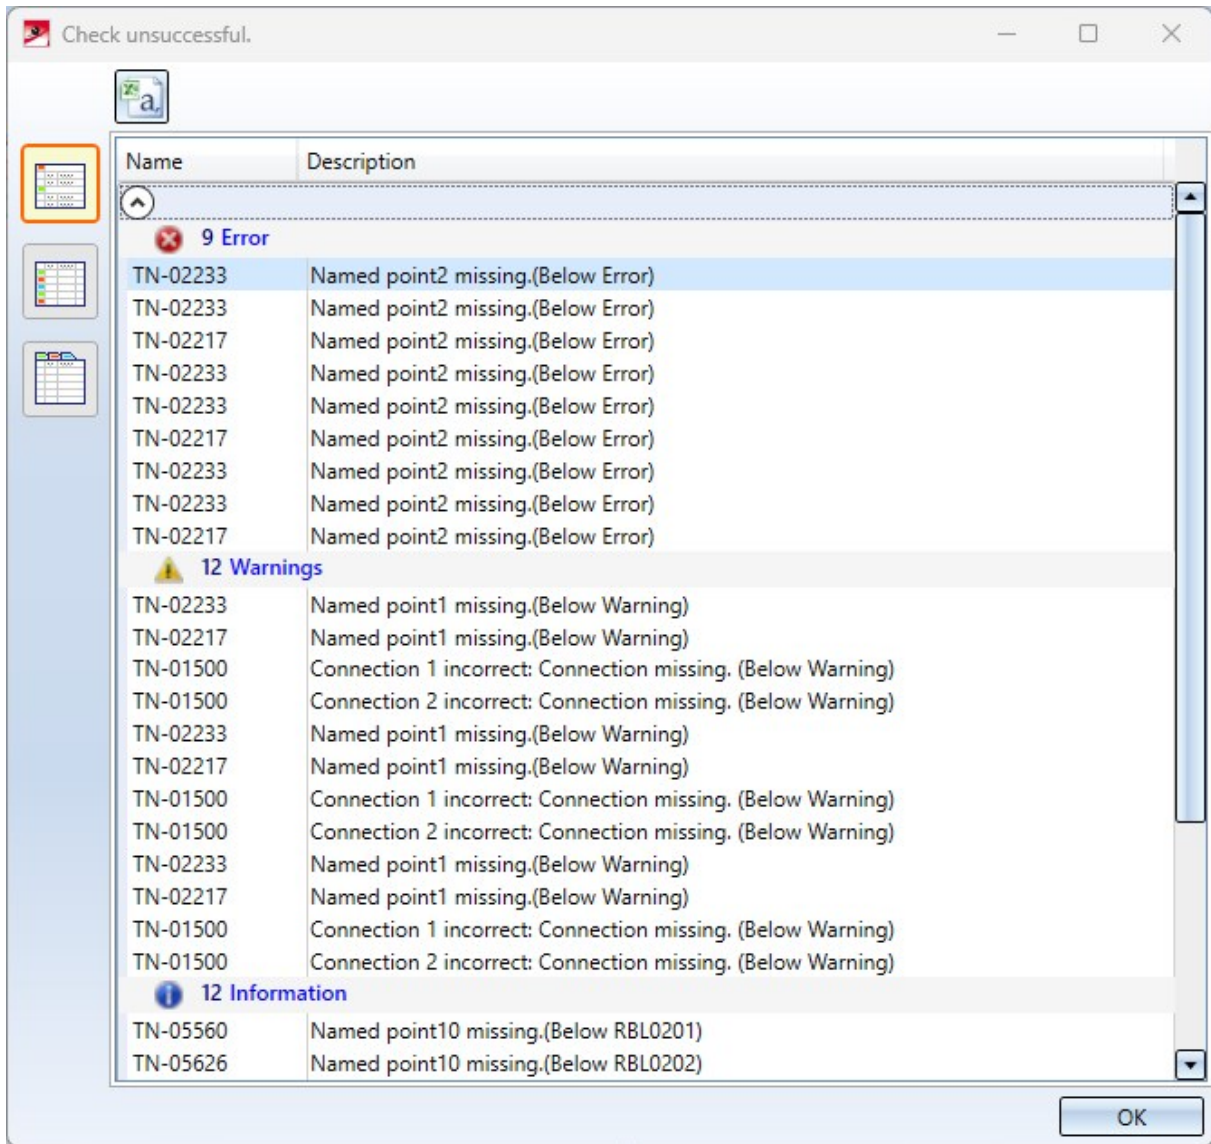 Check unsuccessful.
a,
Name Description
9 Error
TN-02233 Named point2 missing.(Below Error)
TN-02233 Named point2 missing.(Below Error)
TN-02217 Named point2 missing.(Below Error)
TN-02233 Named point2 missing.(Below Error)
TN-02233 Named point2 missing.(Below Error)
TN-02217 Named point2 missing.(Below Error)
TN-02233 Named point2 missing.(Below Error)
TN-02233 Named point2 missing.(Below Error)
TN-02217 Named point2 missing.(Below Error)
12 Warnings
TN-02233 Named point1 missing.(Below Warning)
TN-02217 Named point1 missing.(Below Warning)
TN-01500 Connection 1 incorrect: Connection missing. (Below Warning)
TN-01500 Connection 2 incorrect: Connection missing. (Below Warning)
TN-02233 Named point1 missing.(Below Warning)
TN-02217 Named point1 missing.(Below Warning)
TN-01500 Connection 1 incorrect: Connection missing. (Below Warning)
TN-01500 Connection 2 incorrect: Connection missing. (Below Warning)
TN-02233 Named point1 missing.(Below Warning)
TN-02217 Named point1 missing.(Below Warning)
TN-01500 Connection 1 incorrect: Connection missing. (Below Warning)
TN-01500 Connection 2 incorrect: Connection missing. (Below Warning)
12 Information
TN-05560 Named point10 missing.(Below RBL0201)
TN-05626 Named point10 missing.(Below RBL0202)
OK